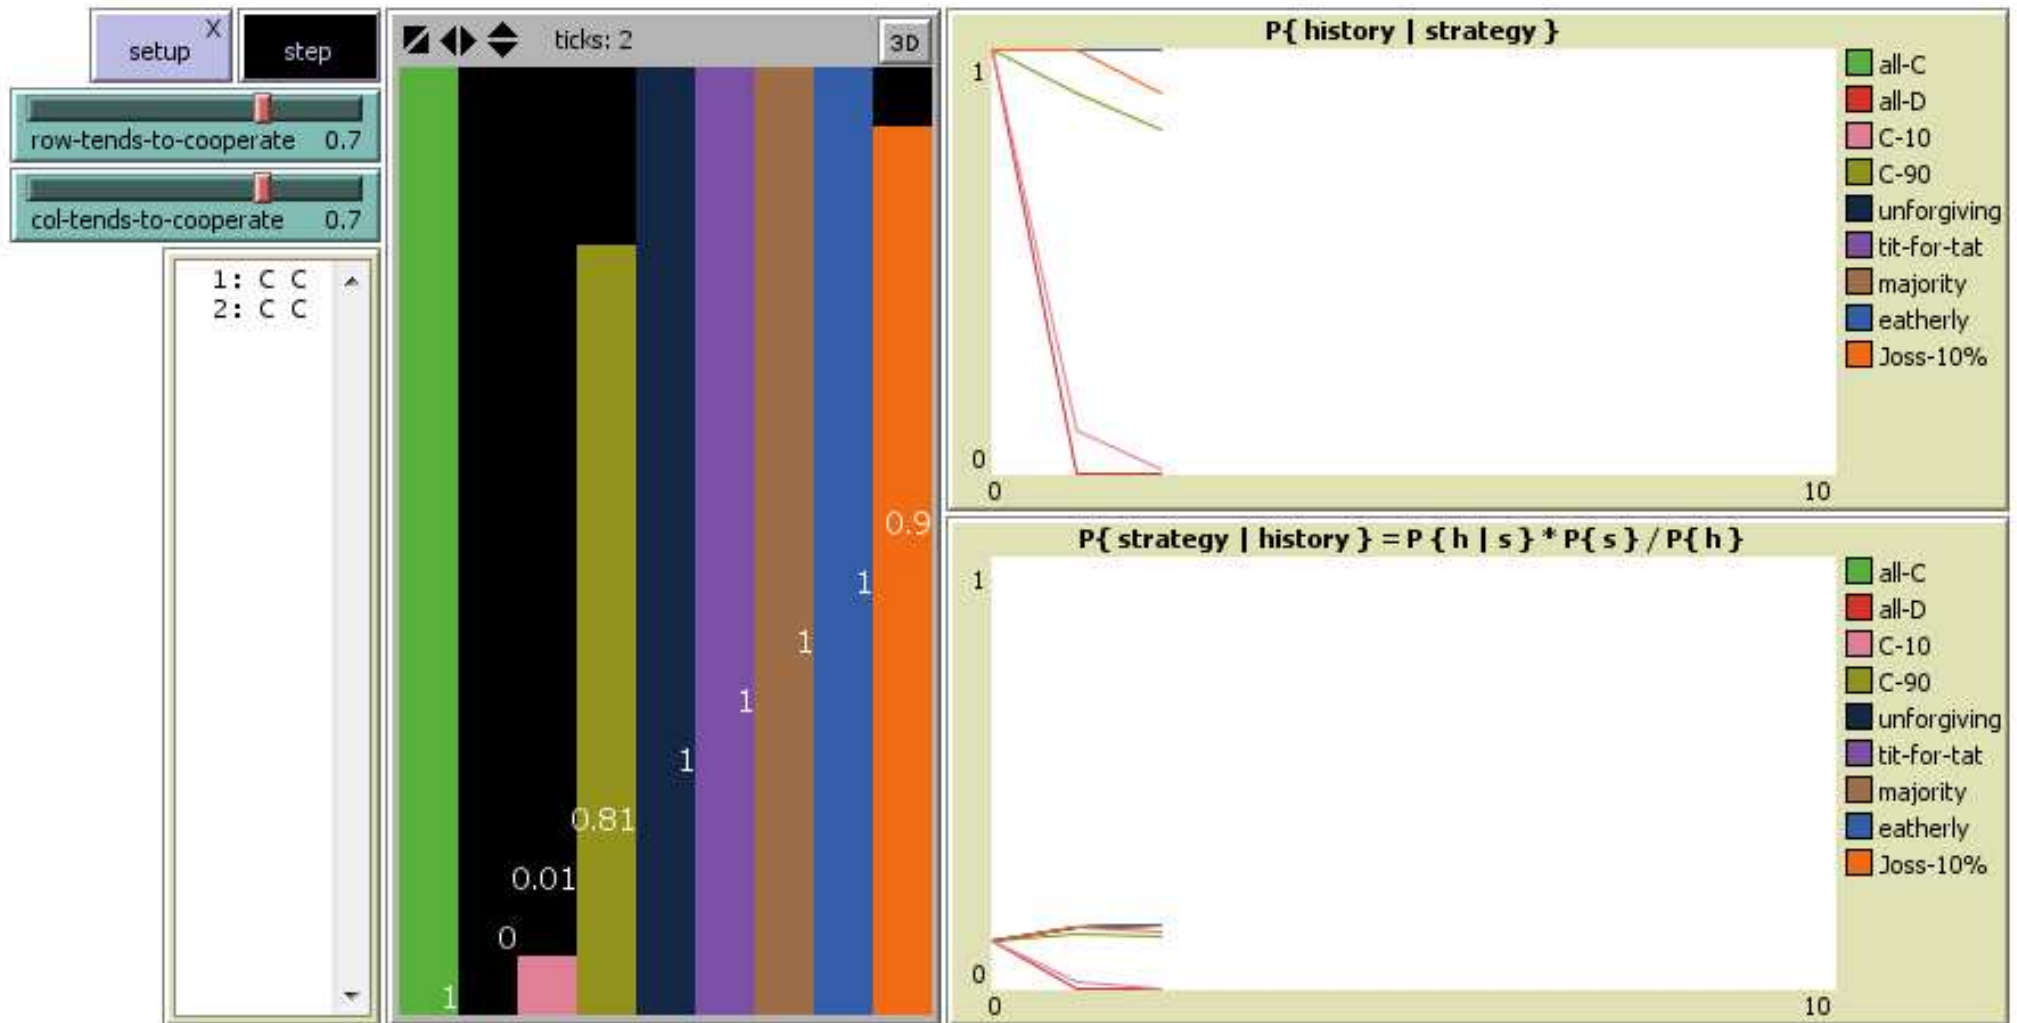 setup
X
step
row-tends-to-cooperate 0.7
col-tends-to-cooperate 0.7
1: C C
2: C C
ticks: 2
3D
0.9
1
1
1
1
0.81
0.01
0
1
P{ history | strategy }
1
0
0
10
all-C
all-D
C-10
C-90
unforgiving
tit-for-tat
majority
eatherly
Joss-10%
P{ strategy | history } = P { h | s } * P{ s } / P{ h }
1
0
0
10
all-C
all-D
C-10
C-90
unforgiving
tit-for-tat
majority
eatherly
Joss-10%